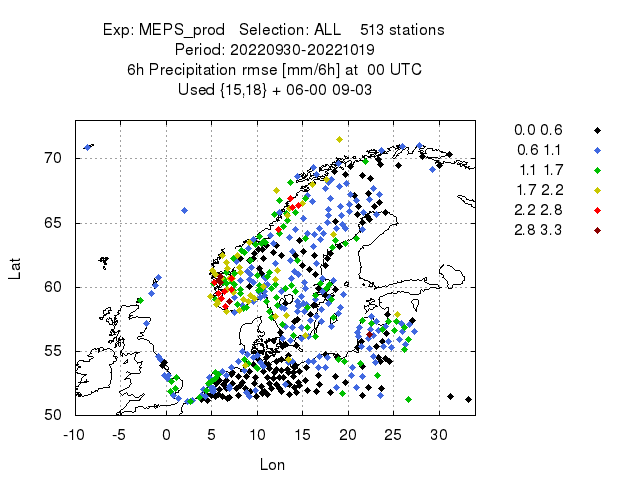 Exp: MEPS_prod   Selection: ALL    513 stations
Period: 20220930-20221019
6h Precipitation rmse [mm/6h] at  00 UTC
Used {15,18} + 06-00 09-03
0.0 0.6
0.6 1.1
1.1 1.7
1.7 2.2
2.2 2.8
2.8 3.3
70
65
60
55
50
Lat
-10 -5 0 5 10 15 20 25 30
Lon